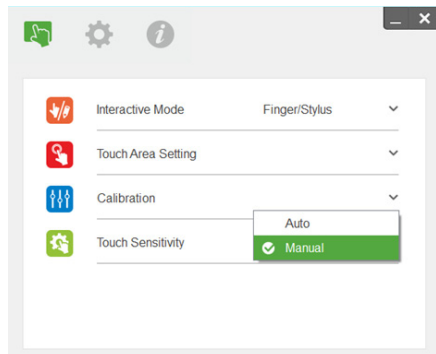 Interactive Mode Finger/Stylus
Touch Area Setting
Calibration
Auto
Touch Sensitivity Manual